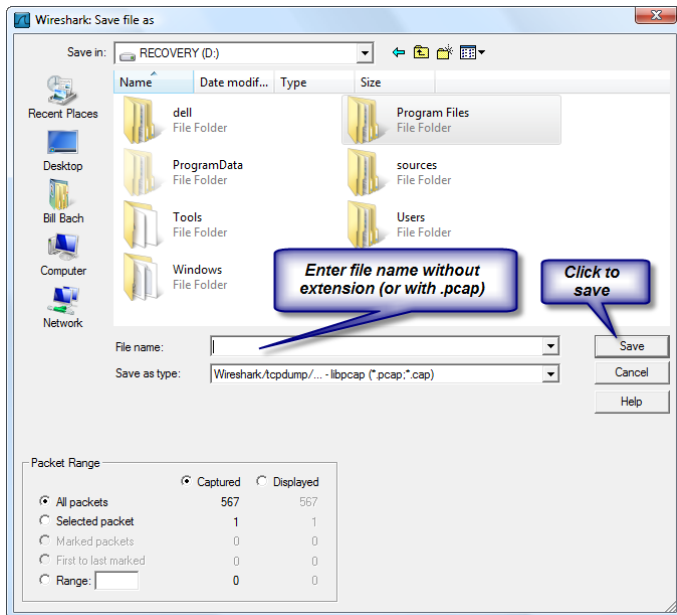 Wireshark: Save file as
Save in:
RECOVERY (D:)
Name
Date modif...
Type
Size
Recent Places
Desktop
Bill Bach
Computer
Network
dell
File Folder
Program Files
File Folder
ProgramData
File Folder
sources
File Folder
Tools
File Folder
Users
File Folder
Windows
File Folder
Enter file name without
extension (or with .pcap)
Click to
save
File name:
Save
Save as type:
Wireshark/tcpdump/... - libpcap (*.pcap;*.cap)
Cancel
Help
Packet Range
Captured
Displayed
All packets 567 567
Selected packet 1 1
Marked packets 0 0
First to last marked 0 0
Range: 0 0